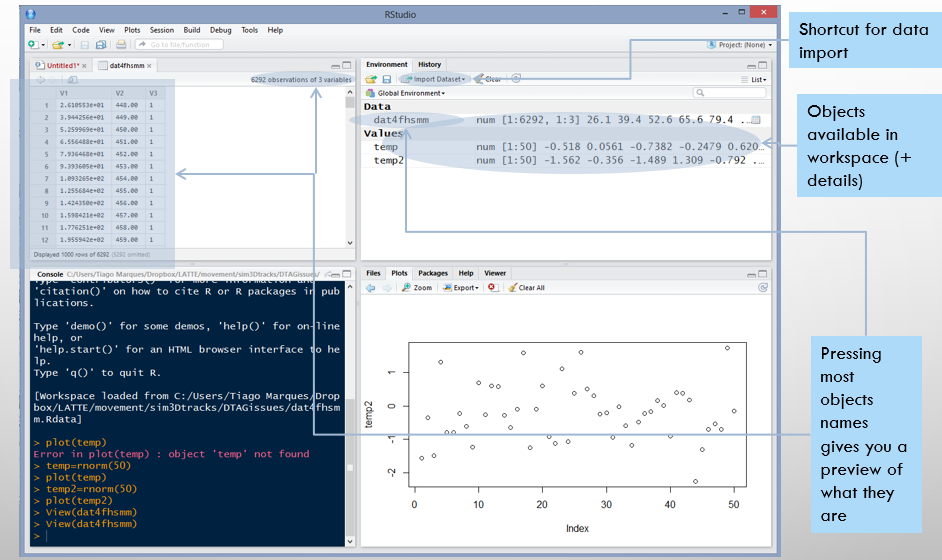 RStudio
File Edit Code View Plots Session Build Debug Tools Help
Go to file/function
Project: (None)
Untitled1* dat4fhsmm
6292 observations of 3 variables
V1 V2 V3
1 2.610553e+01 448.00 1
2 3.944256e+01 449.00 1
3 5.259969e+01 450.00 1
4 6.556488e+01 451.00 1
5 7.936468e+01 452.00 1
6 9.393605e+01 453.00 1
7 1.093265e+02 454.00 1
8 1.255684e+02 455.00 1
9 1.424350e+02 456.00 1
10 1.598421e+02 457.00 1
11 1.776251e+02 458.00 1
12 1.955942e+02 459.00 1
Displayed 1000 rows of 6292 (5292 omitted)
Environment History
Import Dataset Clear
List
Global Environment
Data
dat4fhsmm num [1:6292, 1:3] 26.1 39.4 52.6 65.6 79.4 ...
Values
temp num [1:50] -0.518 0.0561 -0.7382 -0.2479 0.620...
temp2 num [1:50] -1.562 -0.356 -1.489 1.309 -0.792 ...
Console C:/Users/Tiago Marques/Dropbox/LATTE/movement/sim3Dtracks/DTAGissues/
Type 'contributors()' for more information and
'citation()' on how to cite R or R packages in pub
lications.
Type 'demo()' for some demos, 'help()' for on-line
help, or
'help.start()' for an HTML browser interface to he
lp.
Type 'q()' to quit R.
[Workspace loaded from C:/Users/Tiago Marques/Drop
box/LATTE/movement/sim3Dtracks/DTAGissues/dat4fhsm
m.Rdata]
> plot(temp)
Error in plot(temp) : object 'temp' not found
> temp=rnorm(50)
> plot(temp)
> temp2=rnorm(50)
> plot(temp2)
> View(dat4fhsmm)
> View(dat4fhsmm)
>
Files Plots Packages Help Viewer
Zoom Export Clear All
temp2
1
0
-1
-2
0 10 20 30 40 50
Index
Shortcut for data
import
Objects
available in
workspace (+
details)
Pressing
most
objects
names
gives you a
preview of
what they
are